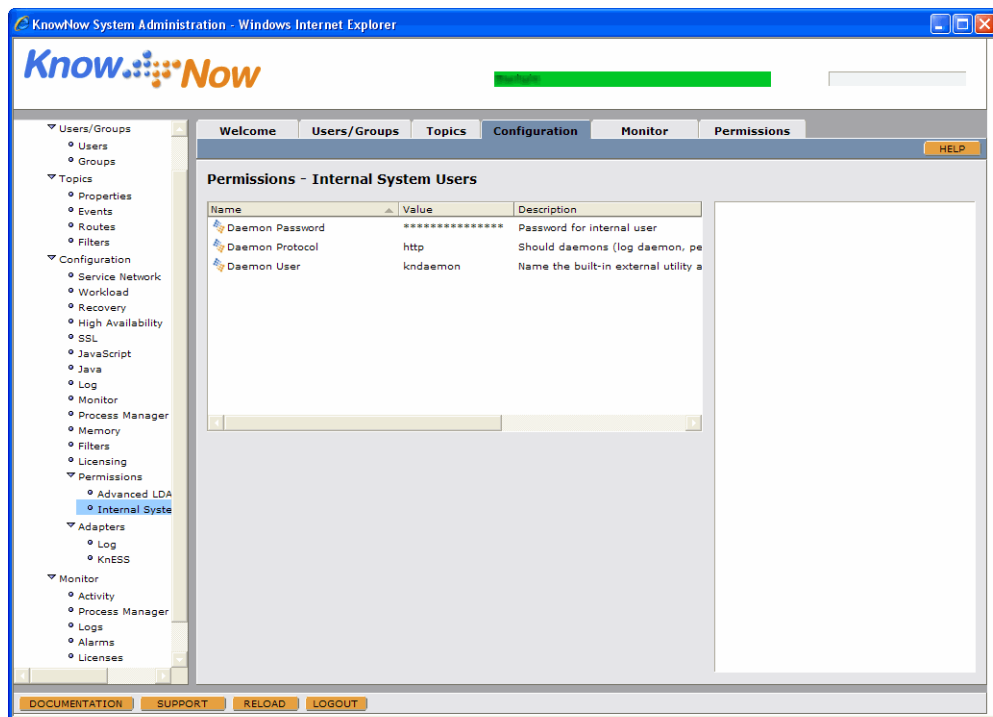 KnowNow System Administration - Windows Internet Explorer
Know Now
Users/Groups
Users
Groups
Topics
Properties
Events
Routes
Filters
Configuration
Service Network
Workload
Recovery
High Availability
SSL
JavaScript
Java
Log
Monitor
Process Manager
Memory
Filters
Licensing
Permissions
Advanced LDA
Internal Syste
Adapters
Log
KnESS
Monitor
Activity
Process Manager
Logs
Alarms
Licenses
Welcome Users/Groups Topics Configuration Monitor Permissions
HELP
Permissions - Internal System Users
Name Value Description
Daemon Password *************** Password for internal user
Daemon Protocol http Should daemons (log daemon, pe
Daemon User kndaemon Name the built-in external utility a
DOCUMENTATION SUPPORT RELOAD LOGOUT